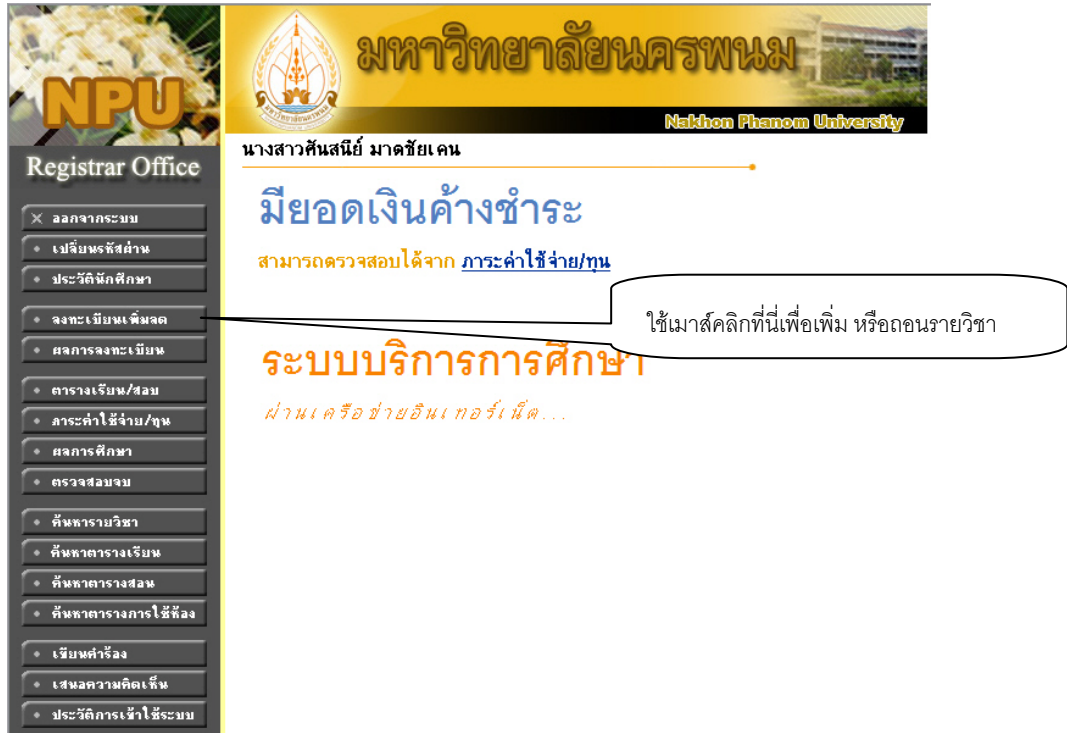 NPU
Registrar Office
มหาวิทยาลัยนครพนม
Nakhon Phanom University
นางสาวศันสนีย์ มาดชัยเคน
มียอดเงินค้างชำระ
สามารถตรวจสอบได้จาก ภาระค่าใช้จ่าย/ทุน
ใช้เมาส์คลิกที่นี่เพื่อเพิ่ม หรือถอนรายวิชา
ระบบบริการการศึกษา
ผ่านเครือข่ายอินเทอร์เน็ต...
ออกจากระบบ
เปลี่ยนรหัสผ่าน
ประวัตินักศึกษา
ลงทะเบียนเพิ่มลด
ผลการลงทะเบียน
ตารางเรียน/สอบ
ภาระค่าใช้จ่าย/ทุน
ผลการศึกษา
ตรวจสอบจบ
ค้นหารายวิชา
ค้นหาตารางเรียน
ค้นหาตารางสอน
ค้นหาตารางการใช้ห้อง
เขียนคำร้อง
เสนอความคิดเห็น
ประวัติการเข้าใช้ระบบ